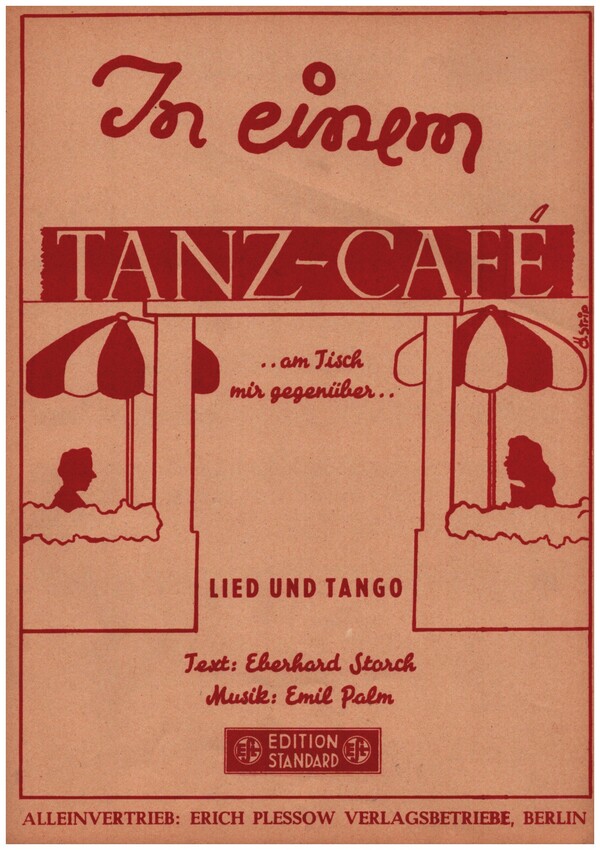 In einem
TANZ-CAFÉ
d'Strip
..am Tisch
mir gegenüber..
LIED UND TANGO
Text: Eberhard Storch
Musik: Emil Palm
EDITION
STANDARD
ALLEINVERTRIEB: ERICH PLESSOW VERLAGSBETRIEBE, BERLIN